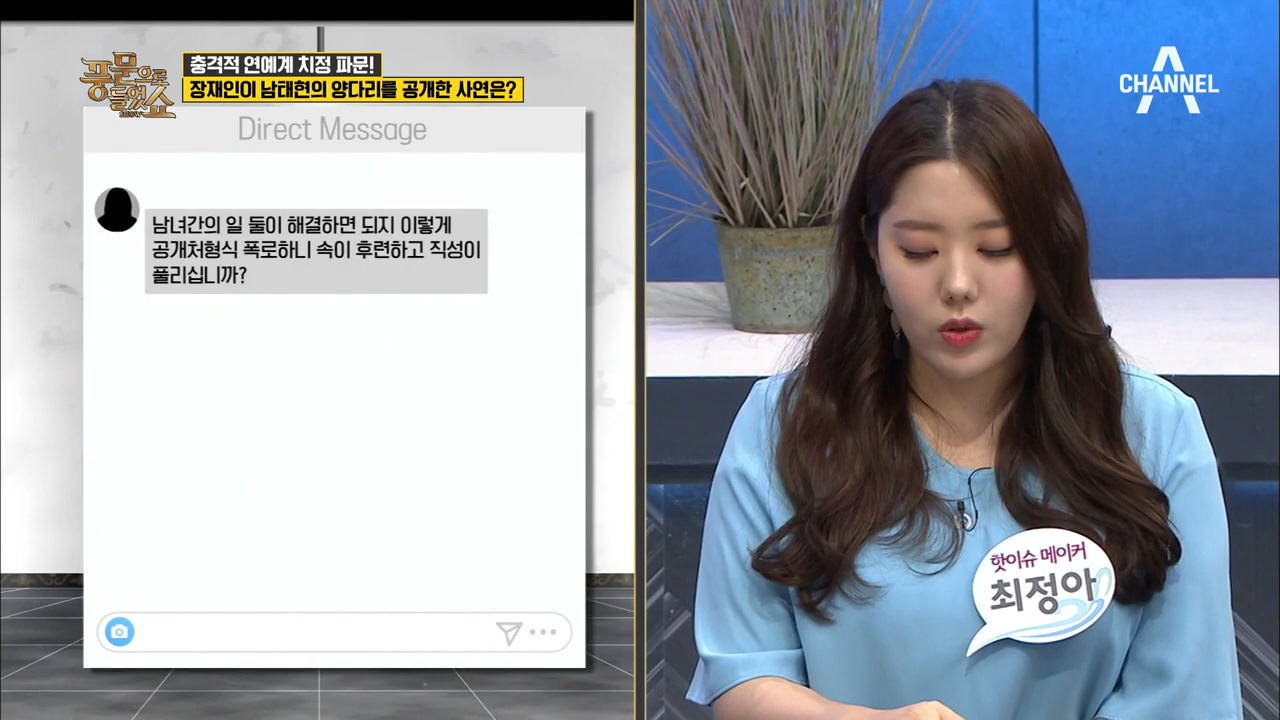 풍문으로
들었쇼
SHOW
충격적 연예계 치정 파문!
장재인이 남태현의 양다리를 공개한 사연은?
Direct Message
남녀간의 일 둘이 해결하면 되지 이렇게
공개처형식 폭로하니 속이 후련하고 직성이
풀리십니까?
CHANNEL
A
핫이슈 메이커
최정아